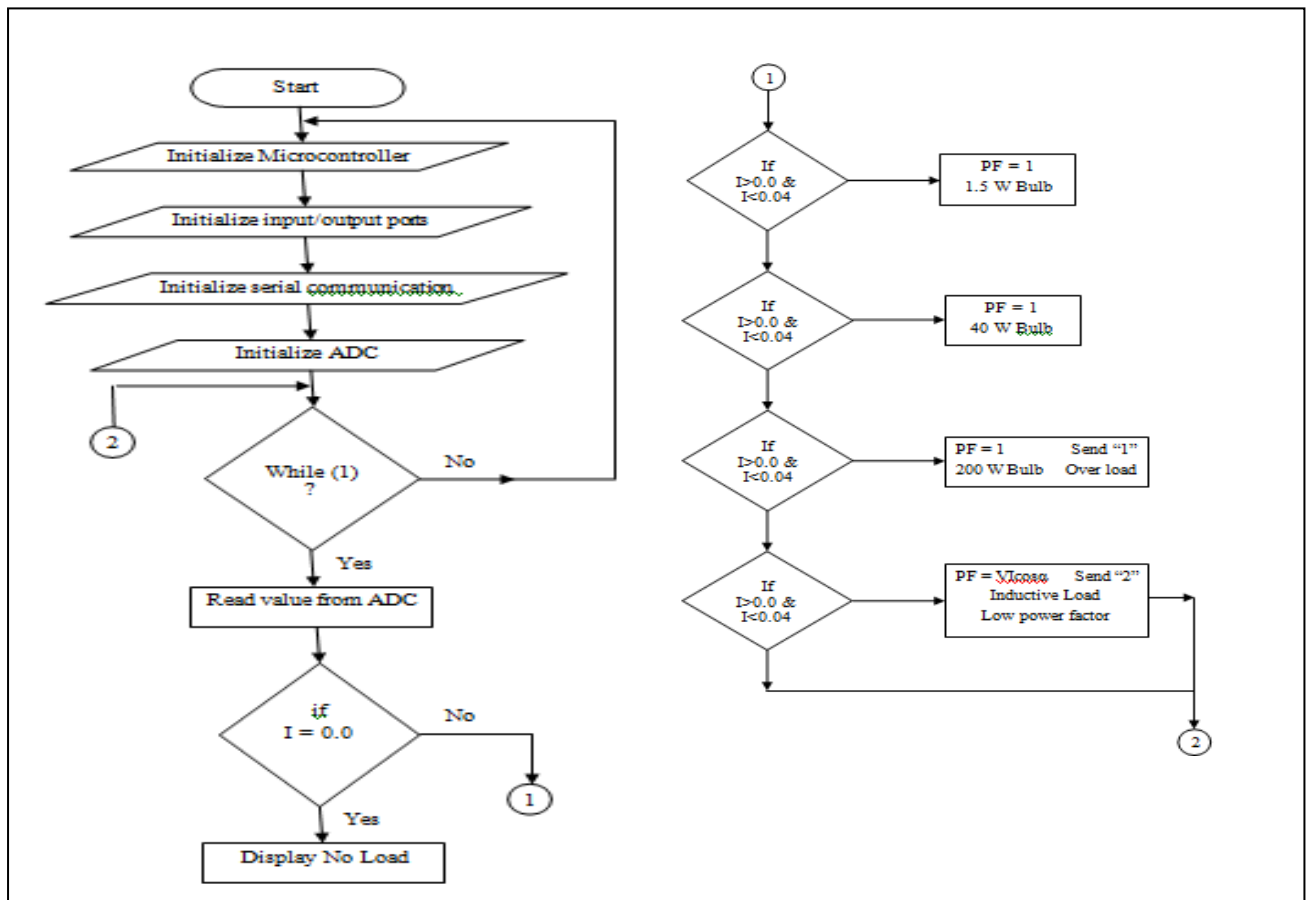 Start
Initialize Microcontroller
Initialize input/output ports
Initialize serial communication
Initialize ADC
2
While (1)
?
No
Yes
Read value from ADC
if
I = 0.0
No
1
Yes
Display No Load
1
If
I>0.0 &
I<0.04
PF = 1
1.5 W Bulb
If
I>0.0 &
I<0.04
PF = 1
40 W Bulb
If
I>0.0 &
I<0.04
PF = 1 Send “1”
200 W Bulb Over load
If
I>0.0 &
I<0.04
PF = VIcosα Send “2”
Inductive Load
Low power factor
2